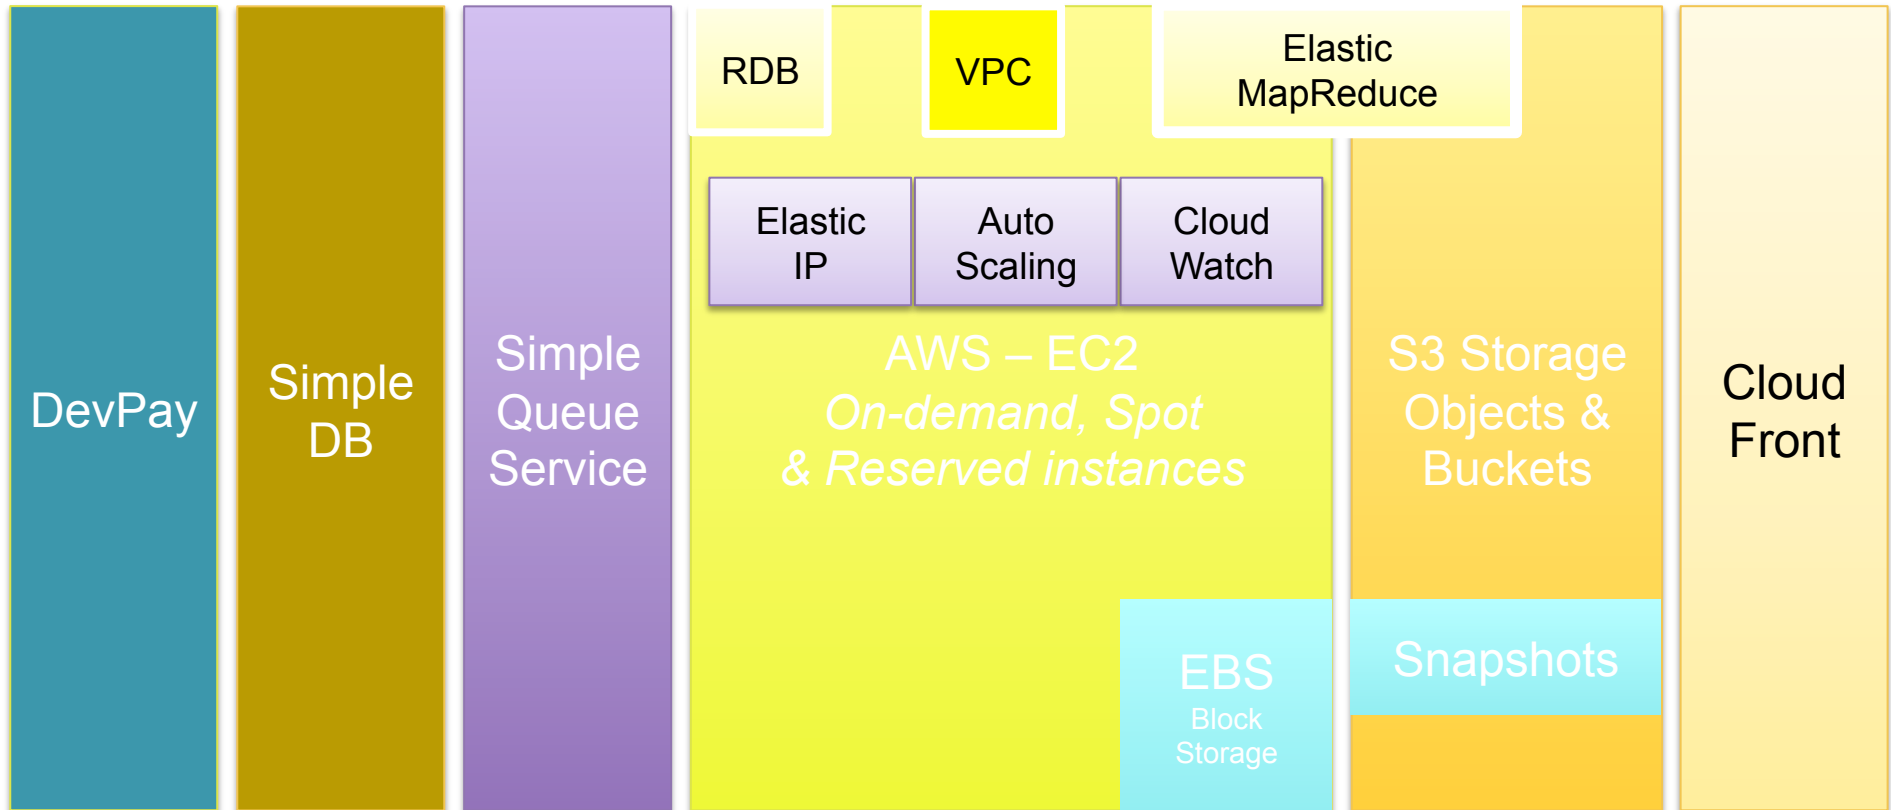 DevPay
Simple
DB
Simple
Queue
Service
RDB
VPC
Elastic
MapReduce
Elastic
IP
Auto
Scaling
Cloud
Watch
AWS – EC2
On-demand, Spot
& Reserved instances
EBS
Block
Storage
S3 Storage
Objects &
Buckets
Snapshots
Cloud
Front